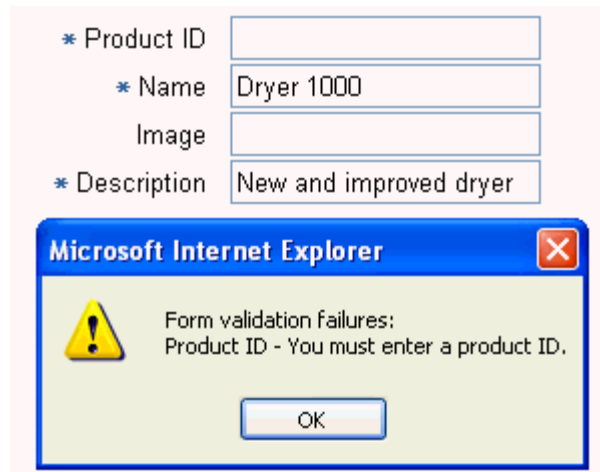 * Product ID
* Name Dryer 1000
Image
* Description New and improved dryer
Microsoft Internet Explorer
Form validation failures:
Product ID - You must enter a product ID.
OK